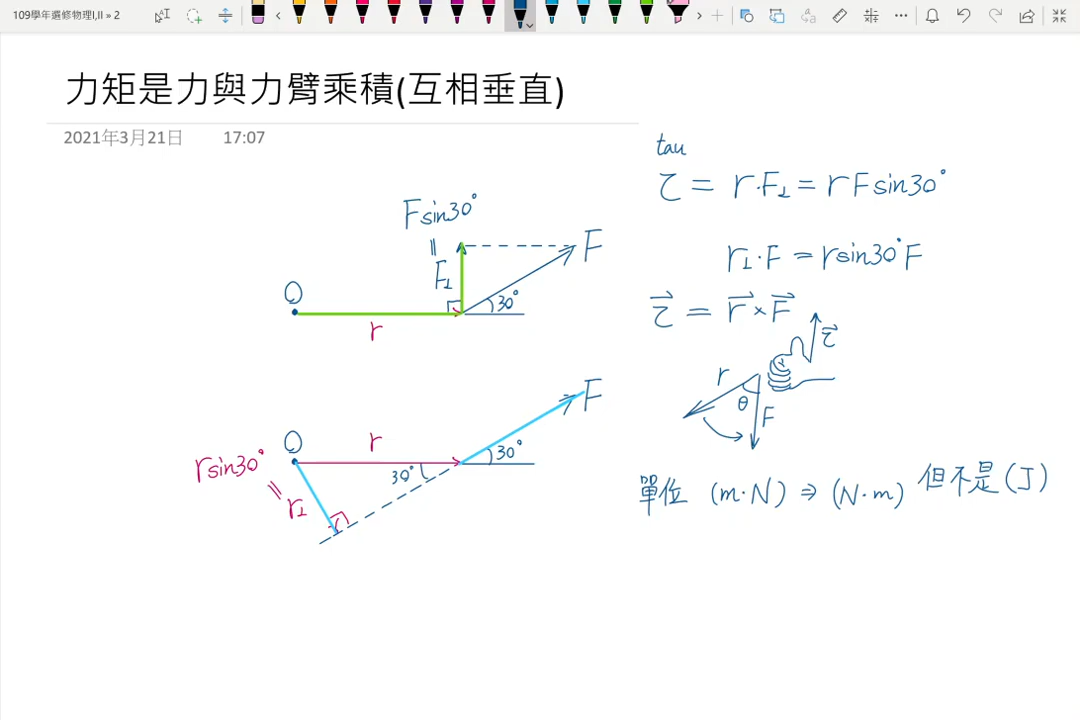 109學年選修物理I,II » 2
力矩是力與力臂乘積(互相垂直)
2021年3月21日 17:07
tau
τ = r·F⊥ = rFsin30°
Fsin30°
=
F⊥
F
30°
O
r
r⊥·F = rsin30°F
τ⃗ = r⃗ × F⃗
τ⃗
r
θ
F
F
O
r
30°
30°
rsin30°
=
r⊥
單位 (m·N) ⇒ (N·m) 但不是(J)